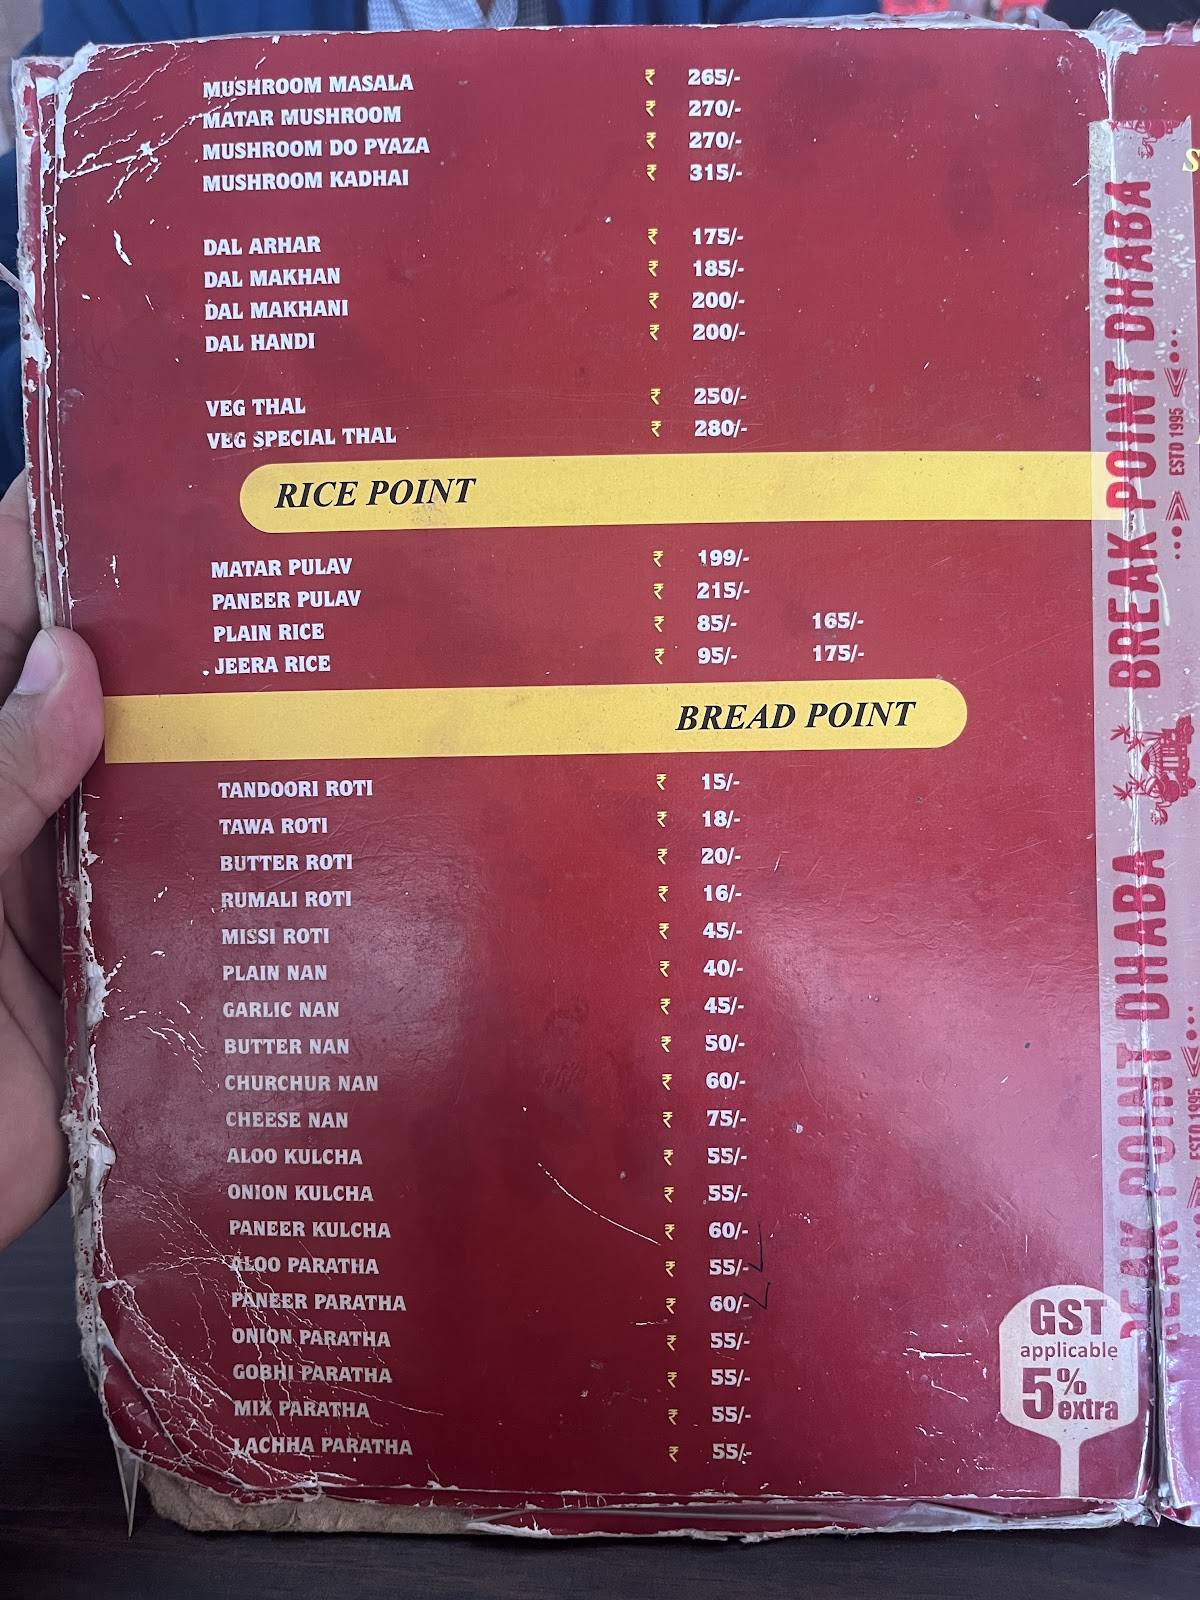 MUSHROOM MASALA ₹ 265/-
MATAR MUSHROOM ₹ 270/-
MUSHROOM DO PYAZA ₹ 270/-
MUSHROOM KADHAI ₹ 315/-
DAL ARHAR ₹ 175/-
DAL MAKHAN ₹ 185/-
DAL MAKHANI ₹ 200/-
DAL HANDI ₹ 200/-
VEG THAL ₹ 250/-
VEG SPECIAL THAL ₹ 280/-
RICE POINT
MATAR PULAV ₹ 199/-
PANEER PULAV ₹ 215/-
PLAIN RICE ₹ 85/- 165/-
JEERA RICE ₹ 95/- 175/-
BREAD POINT
TANDOORI ROTI ₹ 15/-
TAWA ROTI ₹ 18/-
BUTTER ROTI ₹ 20/-
RUMALI ROTI ₹ 16/-
MISSI ROTI ₹ 45/-
PLAIN NAN ₹ 40/-
GARLIC NAN ₹ 45/-
BUTTER NAN ₹ 50/-
CHURCHUR NAN ₹ 60/-
CHEESE NAN ₹ 75/-
ALOO KULCHA ₹ 55/-
ONION KULCHA ₹ 55/-
PANEER KULCHA ₹ 60/-
ALOO PARATHA ₹ 55/-
PANEER PARATHA ₹ 60/-
ONION PARATHA ₹ 55/-
GOBHI PARATHA ₹ 55/-
MIX PARATHA ₹ 55/-
LACHHA PARATHA ₹ 55/-
GST
applicable
5% extra
BREAK POINT DHABA
ESTD 1995
REAK POINT DHABA
ESTD 1995